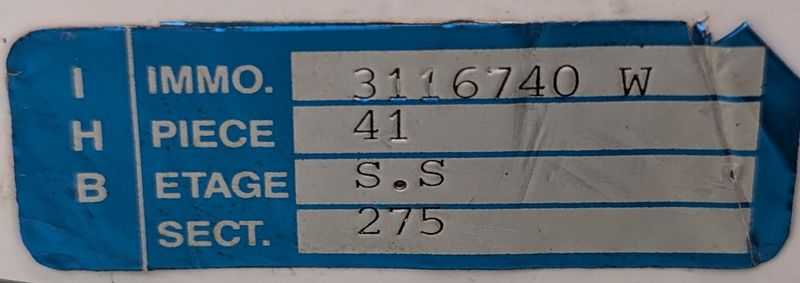 I IMMO. 3116740 W
H PIECE 41
B ETAGE S.S
SECT. 275